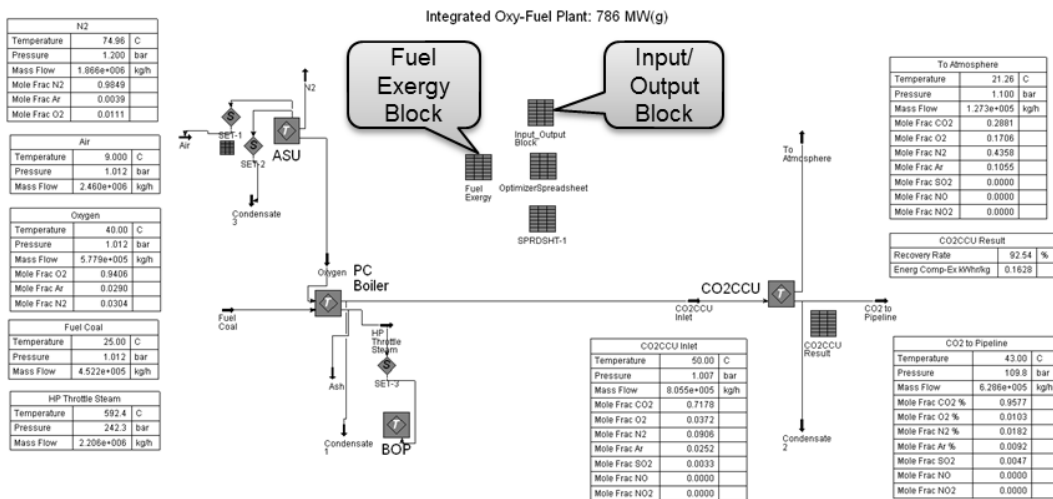 Integrated Oxy-Fuel Plant: 786 MW(g)
N2
Temperature 74.96 C
Pressure 1.200 bar
Mass Flow 1.866e+006 kg/h
Mole Frac N2 0.9849
Mole Frac Ar 0.0039
Mole Frac O2 0.0111
Air
Temperature 9.000 C
Pressure 1.012 bar
Mass Flow 2.460e+006 kg/h
Oxygen
Temperature 40.00 C
Pressure 1.012 bar
Mass Flow 5.779e+005 kg/h
Mole Frac O2 0.9406
Mole Frac Ar 0.0290
Mole Frac N2 0.0304
Fuel Coal
Temperature 25.00 C
Pressure 1.012 bar
Mass Flow 4.522e+005 kg/h
HP Throttle Steam
Temperature 592.4 C
Pressure 242.3 bar
Mass Flow 2.206e+006 kg/h
N2
S
SET-1
Air
S
SET-2
T
ASU
Condensate
3
Fuel
Exergy
Block
Input/
Output
Block
Input_Output
Block
Fuel
Exergy
OptimizerSpreadsheet
SPRDSHT-1
Oxygen
PC
Boiler
T
Fuel
Coal
HP
Throttle
Steam
S
SET-3
Ash
Condensate
1
T
BOP
CO2CCU
Inlet
CO2CCU
T
To
Atmosphere
CO2 to
Pipeline
CO2CCU
Result
Condensate
2
CO2CCU Inlet
Temperature 50.00 C
Pressure 1.007 bar
Mass Flow 8.055e+005 kg/h
Mole Frac CO2 0.7178
Mole Frac O2 0.0372
Mole Frac N2 0.0906
Mole Frac Ar 0.0252
Mole Frac SO2 0.0033
Mole Frac NO 0.0000
Mole Frac NO2 0.0000
To Atmosphere
Temperature 21.26 C
Pressure 1.100 bar
Mass Flow 1.273e+005 kg/h
Mole Frac CO2 0.2881
Mole Frac O2 0.1706
Mole Frac N2 0.4358
Mole Frac Ar 0.1055
Mole Frac SO2 0.0000
Mole Frac NO 0.0000
Mole Frac NO2 0.0000
CO2CCU Result
Recovery Rate 92.54 %
Energ Comp-Ex kWhr/kg 0.1628
CO2 to Pipeline
Temperature 43.00 C
Pressure 109.8 bar
Mass Flow 6.286e+005 kg/h
Mole Frac CO2 % 0.9577
Mole Frac O2 % 0.0103
Mole Frac N2 % 0.0182
Mole Frac Ar % 0.0092
Mole Frac SO2 0.0047
Mole Frac NO 0.0000
Mole Frac NO2 0.0000